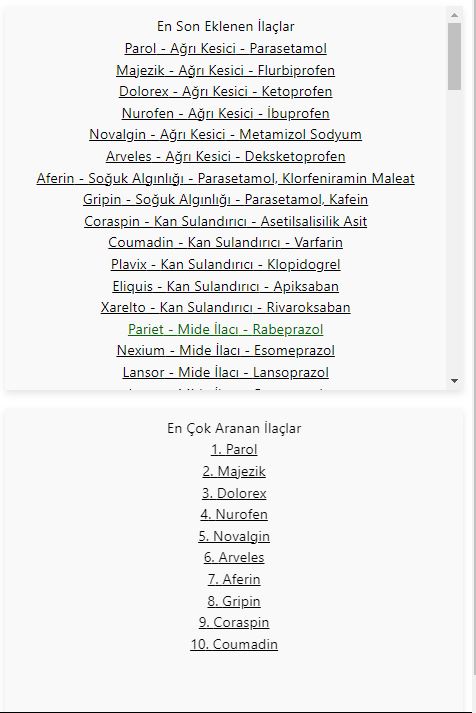 En Son Eklenen İlaçlar
Parol - Ağrı Kesici - Parasetamol
Majezik - Ağrı Kesici - Flurbiprofen
Dolorex - Ağrı Kesici - Ketoprofen
Nurofen - Ağrı Kesici - İbuprofen
Novalgin - Ağrı Kesici - Metamizol Sodyum
Arveles - Ağrı Kesici - Deksketoprofen
Aferin - Soğuk Algınlığı - Parasetamol, Klorfeniramin Maleat
Gripin - Soğuk Algınlığı - Parasetamol, Kafein
Coraspin - Kan Sulandırıcı - Asetilsalisilik Asit
Coumadin - Kan Sulandırıcı - Varfarin
Plavix - Kan Sulandırıcı - Klopidogrel
Eliquis - Kan Sulandırıcı - Apiksaban
Xarelto - Kan Sulandırıcı - Rivaroksaban
Pariet - Mide İlacı - Rabeprazol
Nexium - Mide İlacı - Esomeprazol
Lansor - Mide İlacı - Lansoprazol
En Çok Aranan İlaçlar
1. Parol
2. Majezik
3. Dolorex
4. Nurofen
5. Novalgin
6. Arveles
7. Aferin
8. Gripin
9. Coraspin
10. Coumadin